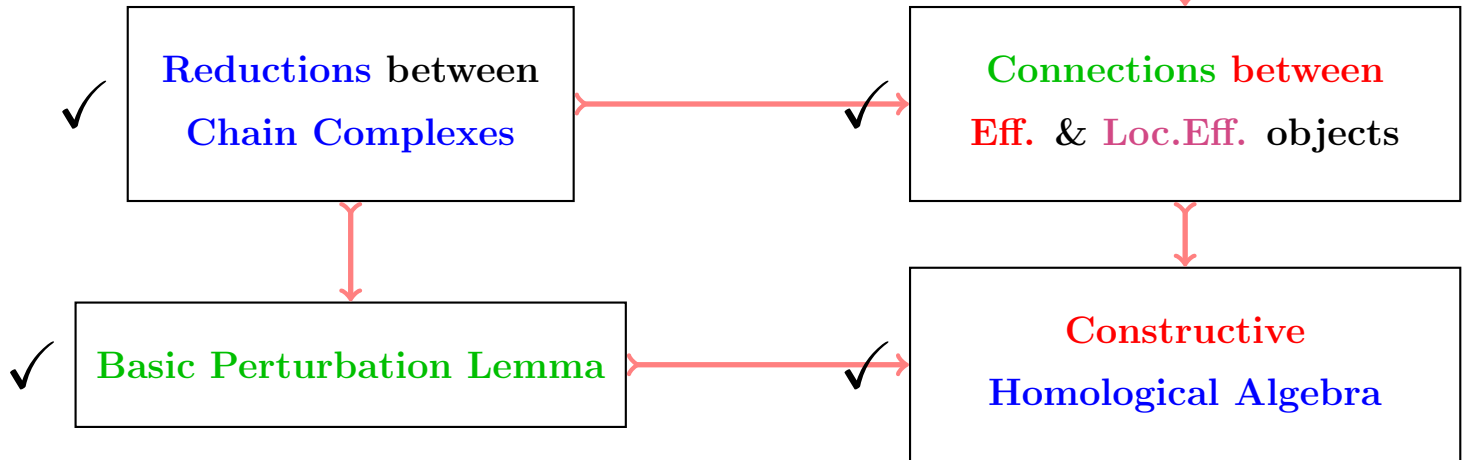 Reductions between
Chain Complexes
Connections between
Eff. & Loc.Eff. objects
Basic Perturbation Lemma
Constructive
Homological Algebra